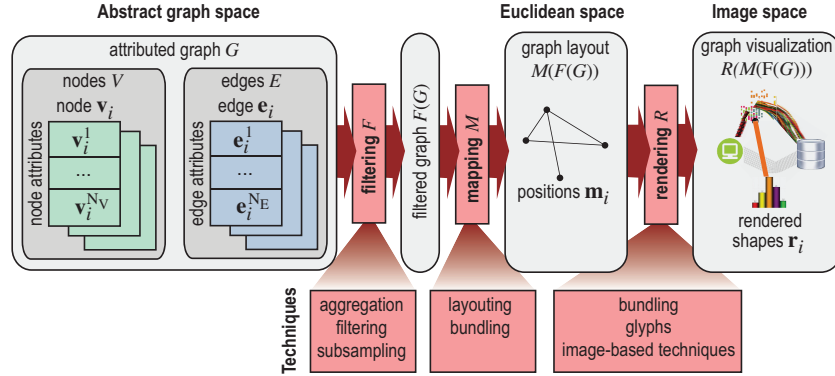 Abstract graph space
Euclidean space
Image space
attributed graph G
nodes V
node v_i
node attributes
v_i^1
...
v_i^{N_V}
edges E
edge e_i
edge attributes
e_i^1
...
e_i^{N_E}
filtering F
filtered graph F(G)
mapping M
graph layout
M(F(G))
positions m_i
rendering R
graph visualization
R(M(F(G)))
rendered
shapes r_i
Techniques
aggregation
filtering
subsampling
layouting
bundling
bundling
glyphs
image-based techniques